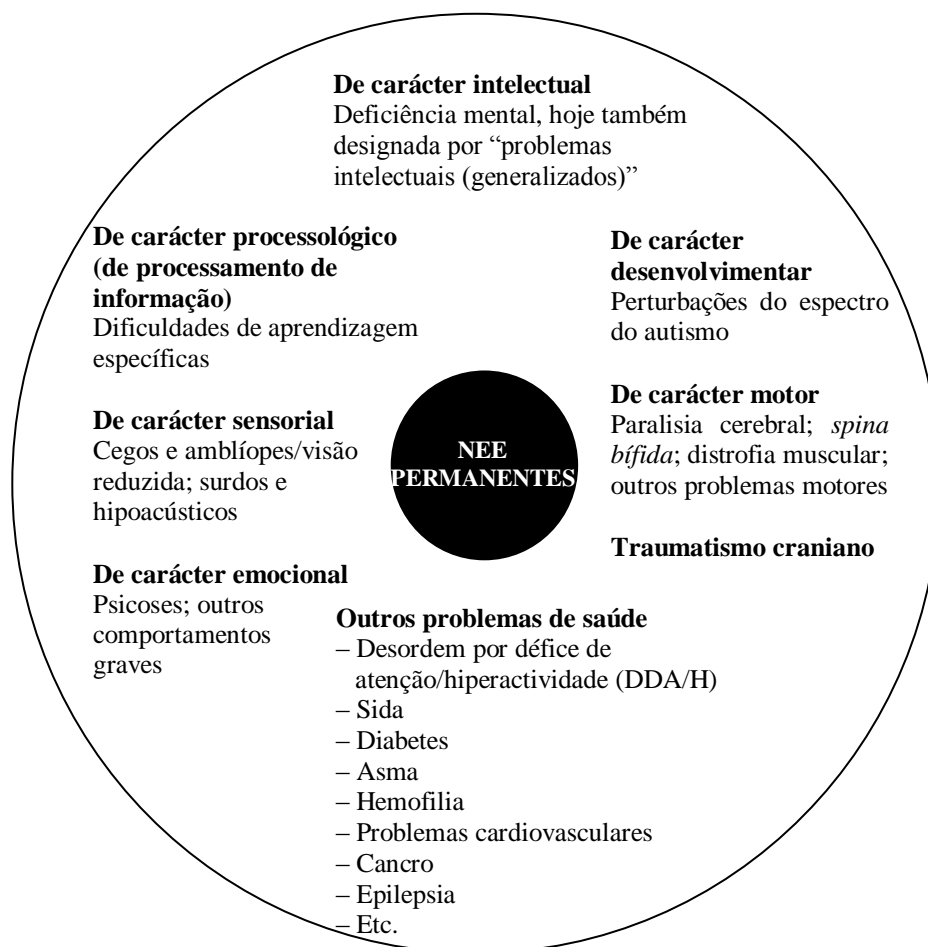 De carácter intelectual
Deficiência mental, hoje também
designada por “problemas
intelectuais (generalizados)”
De carácter processológico
(de processamento de
informação)
Dificuldades de aprendizagem
específicas
De carácter sensorial
Cegos e amblíopes/visão
reduzida; surdos e
hipoacústicos
De carácter emocional
Psicoses; outros
comportamentos
graves
NEE
PERMANENTES
De carácter
desenvolvimentar
Perturbações do espectro
do autismo
De carácter motor
Paralisia cerebral; spina
bífida; distrofia muscular;
outros problemas motores
Traumatismo craniano
Outros problemas de saúde
– Desordem por défice de
atenção/hiperactividade (DDA/H)
– Sida
– Diabetes
– Asma
– Hemofilia
– Problemas cardiovasculares
– Cancro
– Epilepsia
– Etc.